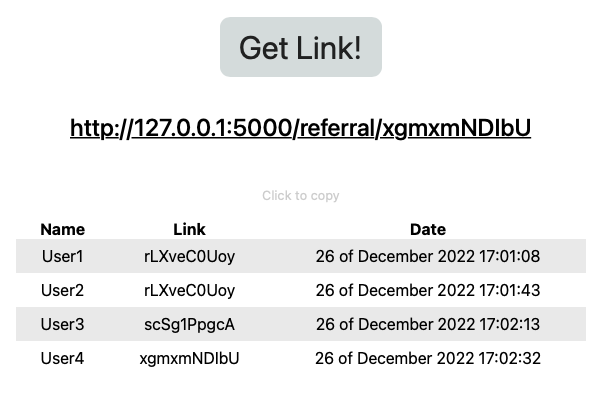 Get Link!
http://127.0.0.1:5000/referral/xgmxmNDlbU
Click to copy
Name Link Date
User1 rLXveC0Uoy 26 of December 2022 17:01:08
User2 rLXveC0Uoy 26 of December 2022 17:01:43
User3 scSg1PpgcA 26 of December 2022 17:02:13
User4 xgmxmNDlbU 26 of December 2022 17:02:32